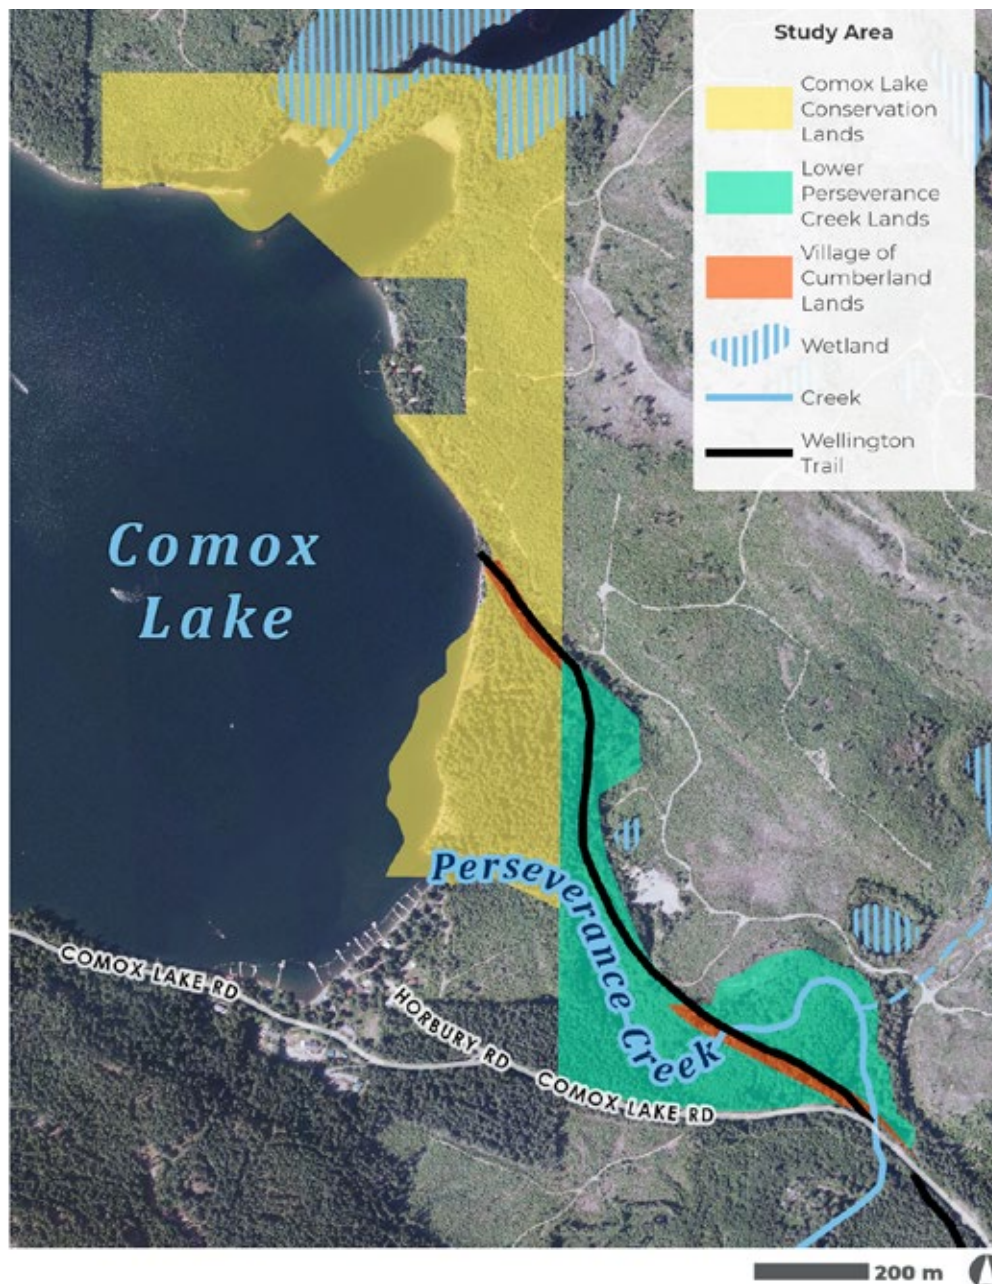 Study Area
Comox Lake
Conservation
Lands
Lower
Perseverance
Creek Lands
Village of
Cumberland
Lands
Wetland
Creek
Wellington
Trail
Comox
Lake
Perseverance Creek
COMOX LAKE RD
HORBURY RD
COMOX LAKE RD
200 m